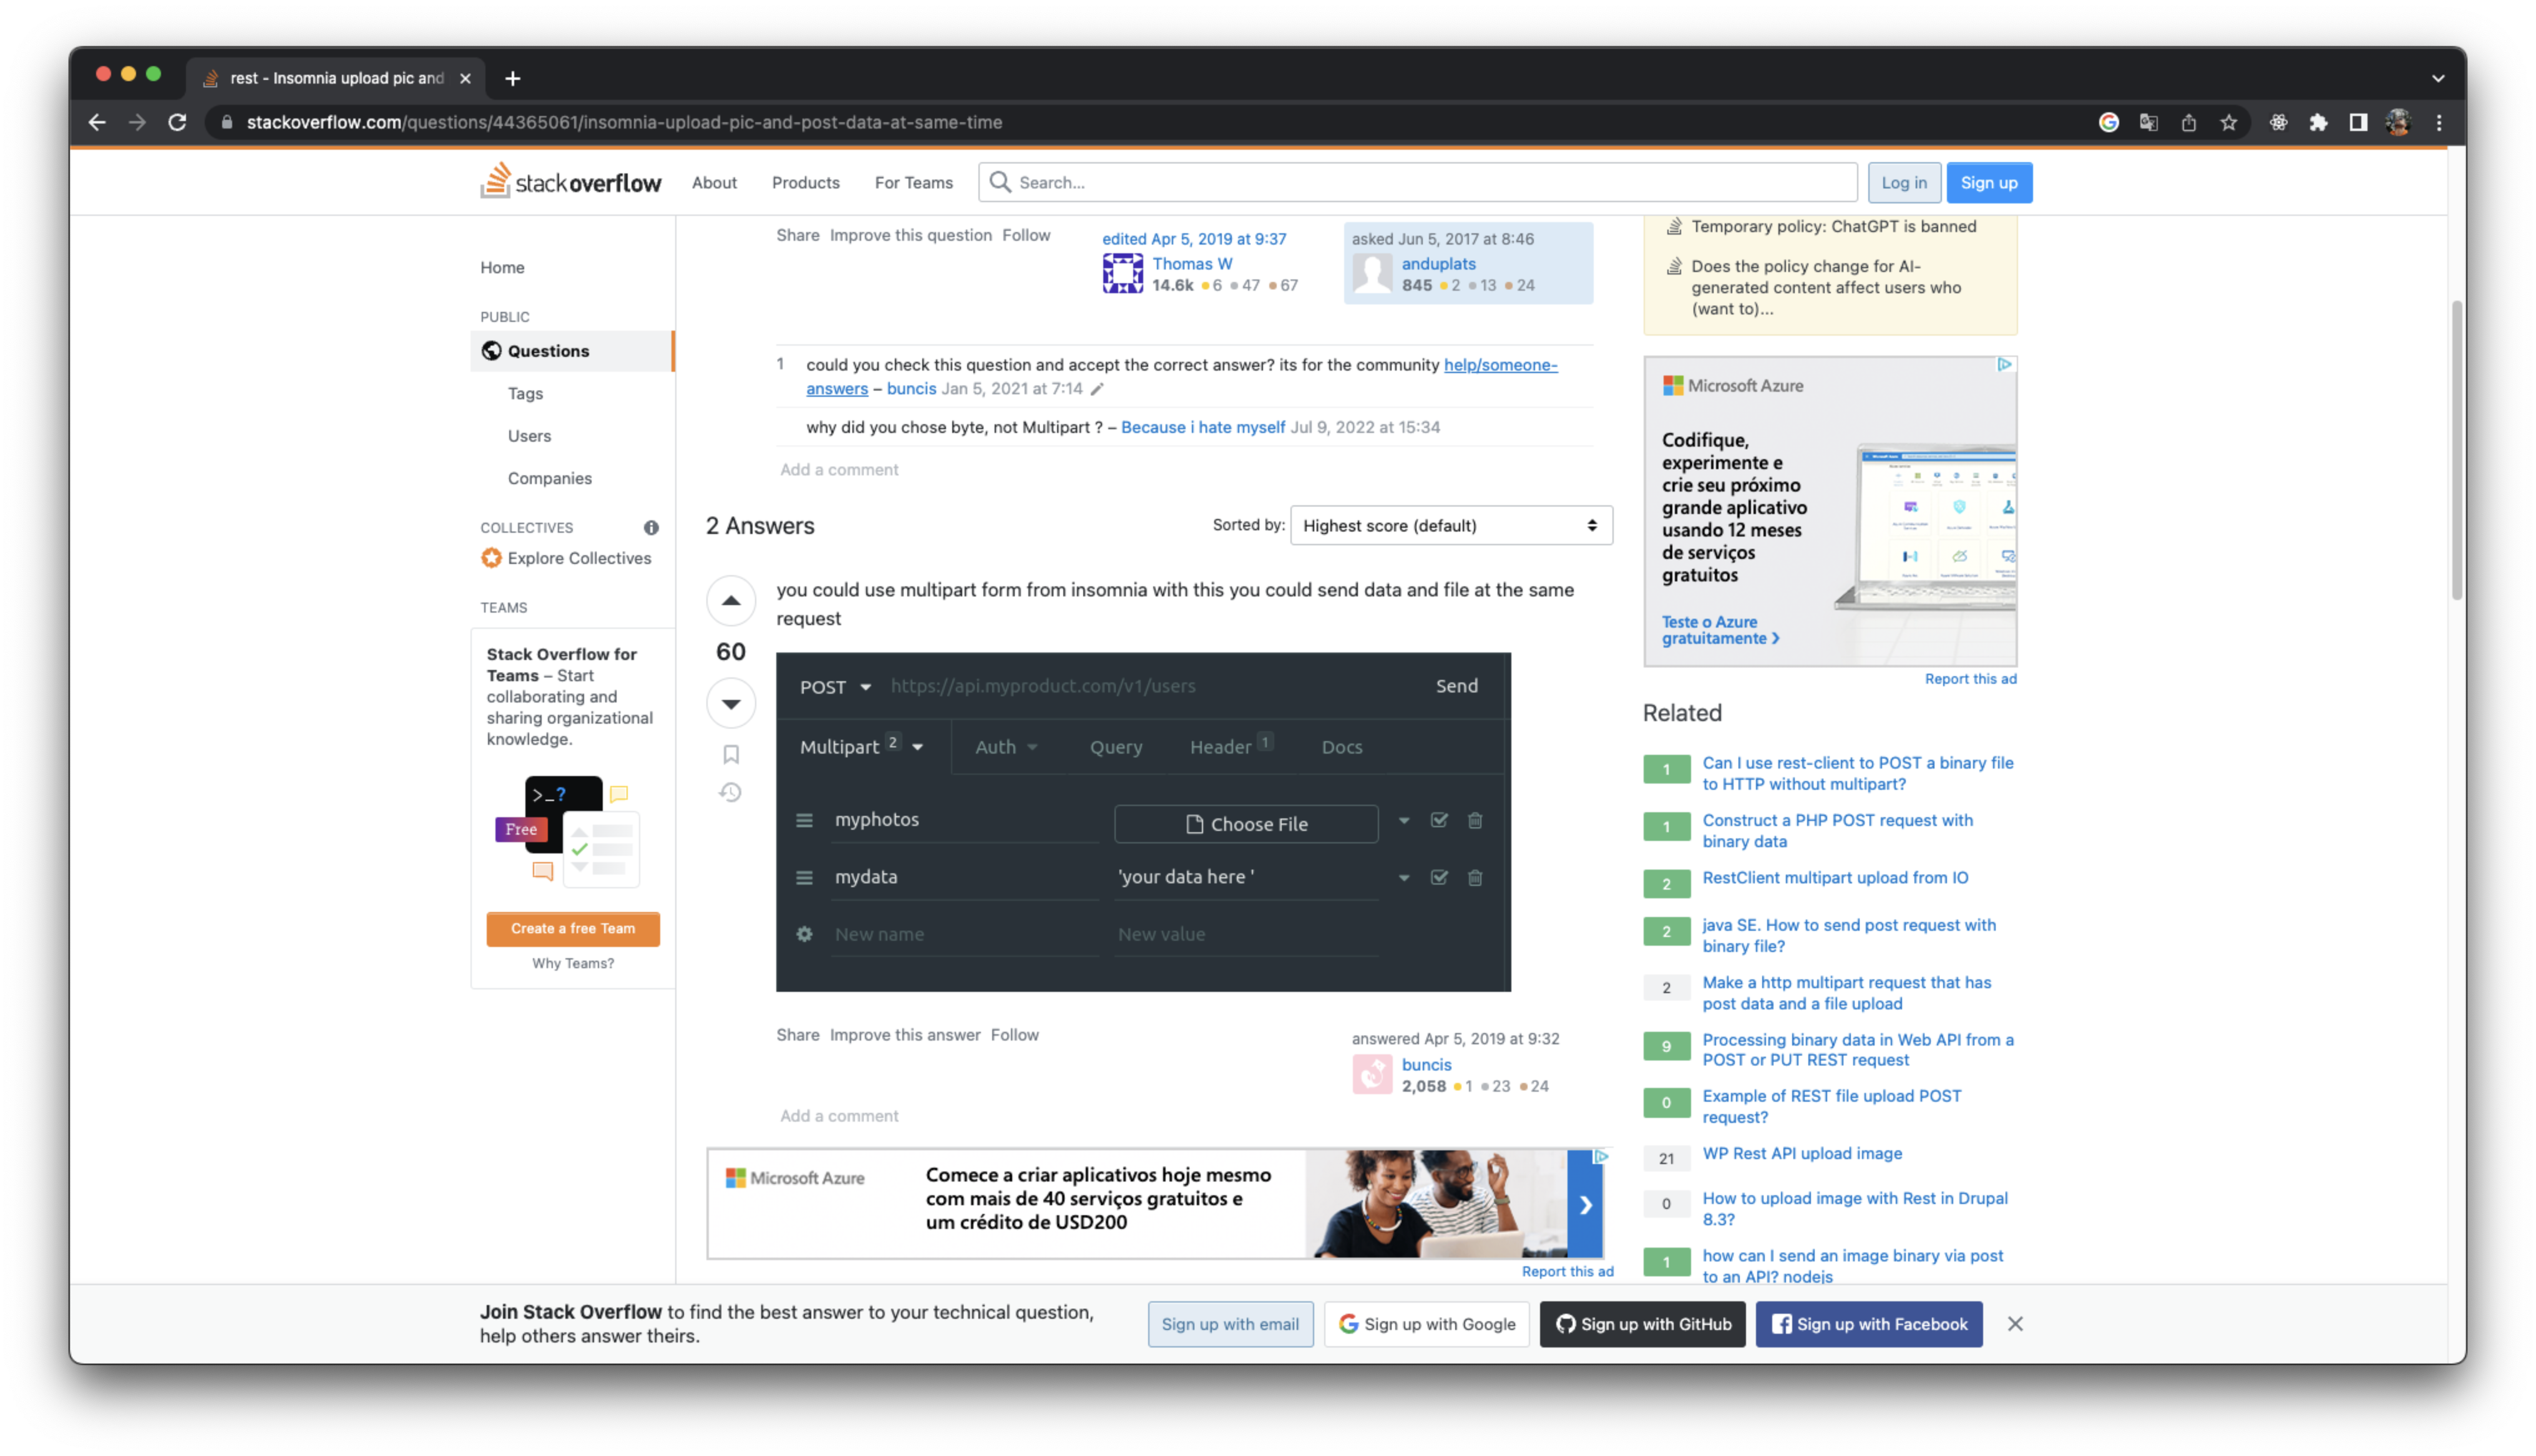 rest - Insomnia upload pic and
stackoverflow.com/questions/44365061/insomnia-upload-pic-and-post-data-at-same-time
stackoverflow
About
Products
For Teams
Search...
Log in
Sign up
Home
PUBLIC
Questions
Tags
Users
Companies
COLLECTIVES
Explore Collectives
TEAMS
Stack Overflow for
Teams – Start
collaborating and
sharing organizational
knowledge.
>_?
Free
Create a free Team
Why Teams?
Share Improve this question Follow
edited Apr 5, 2019 at 9:37
Thomas W
14.6k 6 47 67
asked Jun 5, 2017 at 8:46
anduplats
845 2 13 24
1 could you check this question and accept the correct answer? its for the community help/someone-
answers – buncis Jan 5, 2021 at 7:14
why did you chose byte, not Multipart ? – Because i hate myself Jul 9, 2022 at 15:34
Add a comment
2 Answers
Sorted by: Highest score (default)
60
you could use multipart form from insomnia with this you could send data and file at the same
request
POST https://api.myproduct.com/v1/users Send
Multipart 2 Auth Query Header 1 Docs
myphotos Choose File
mydata 'your data here '
New name New value
Share Improve this answer Follow
answered Apr 5, 2019 at 9:32
buncis
2,058 1 23 24
Add a comment
Microsoft Azure
Comece a criar aplicativos hoje mesmo
com mais de 40 serviços gratuitos e
um crédito de USD200
Report this ad
Temporary policy: ChatGPT is banned
Does the policy change for AI-
generated content affect users who
(want to)...
Microsoft Azure
Codifique,
experimente e
crie seu próximo
grande aplicativo
usando 12 meses
de serviços
gratuitos
Teste o Azure
gratuitamente
Report this ad
Related
1 Can I use rest-client to POST a binary file
to HTTP without multipart?
1 Construct a PHP POST request with
binary data
2 RestClient multipart upload from IO
2 java SE. How to send post request with
binary file?
2 Make a http multipart request that has
post data and a file upload
9 Processing binary data in Web API from a
POST or PUT REST request
0 Example of REST file upload POST
request?
21 WP Rest API upload image
0 How to upload image with Rest in Drupal
8.3?
1 how can I send an image binary via post
to an API? nodejs
Join Stack Overflow to find the best answer to your technical question,
help others answer theirs.
Sign up with email
Sign up with Google
Sign up with GitHub
Sign up with Facebook